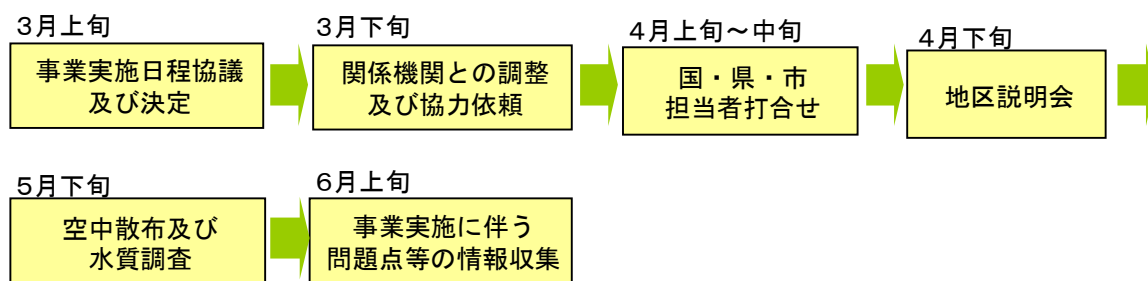 3月上旬
事業実施日程協議
及び決定
3月下旬
関係機関との調整
及び協力依頼
4月上旬～中旬
国・県・市
担当者打合せ
4月下旬
地区説明会
5月下旬
空中散布及び
水質調査
6月上旬
事業実施に伴う
問題点等の情報収集